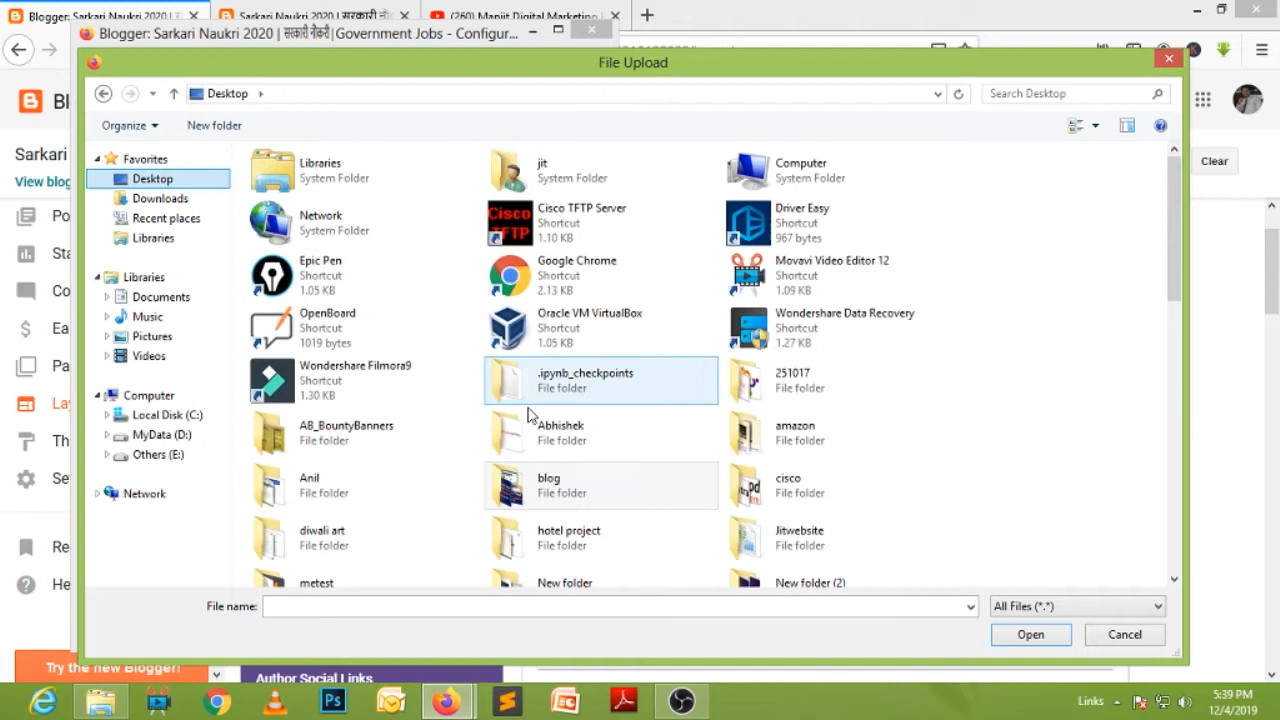 Blogger: Sarkari Naukri 2020 | ×
Sarkari Naukri 2020 | सरकारी नौकरी ×
(260) Manjit Digital Marketing ×
Blogger: Sarkari Naukri 2020 | सरकारी नौकरी|Government Jobs - Configur...
File Upload
Desktop
Search Desktop
Organize
New folder
Bl
Sarkari
View blog
Clear
Po
Sta
Co
Ea
Pa
Lay
Th
Se
Re
He
Favorites
Desktop
Downloads
Recent places
Libraries
Libraries
Documents
Music
Pictures
Videos
Computer
Local Disk (C:)
MyData (D:)
Others (E:)
Network
Libraries
System Folder
jit
System Folder
Computer
System Folder
Network
System Folder
Cisco TFTP
Cisco TFTP Server
Shortcut
1.10 KB
Driver Easy
Shortcut
967 bytes
Epic Pen
Shortcut
1.05 KB
Google Chrome
Shortcut
2.13 KB
Movavi Video Editor 12
Shortcut
1.09 KB
OpenBoard
Shortcut
1019 bytes
Oracle VM VirtualBox
Shortcut
1.05 KB
Wondershare Data Recovery
Shortcut
1.27 KB
Wondershare Filmora9
Shortcut
1.30 KB
.ipynb_checkpoints
File folder
251017
File folder
AB_BountyBanners
File folder
Abhishek
File folder
amazon
File folder
Anil
File folder
blog
File folder
cisco
File folder
diwali art
File folder
hotel project
File folder
Jitwebsite
File folder
metest
New folder
New folder (2)
File name:
All Files (*.*)
Open
Cancel
Try the new Blogger!
Author Social Links
Links
5:39 PM
12/4/2019